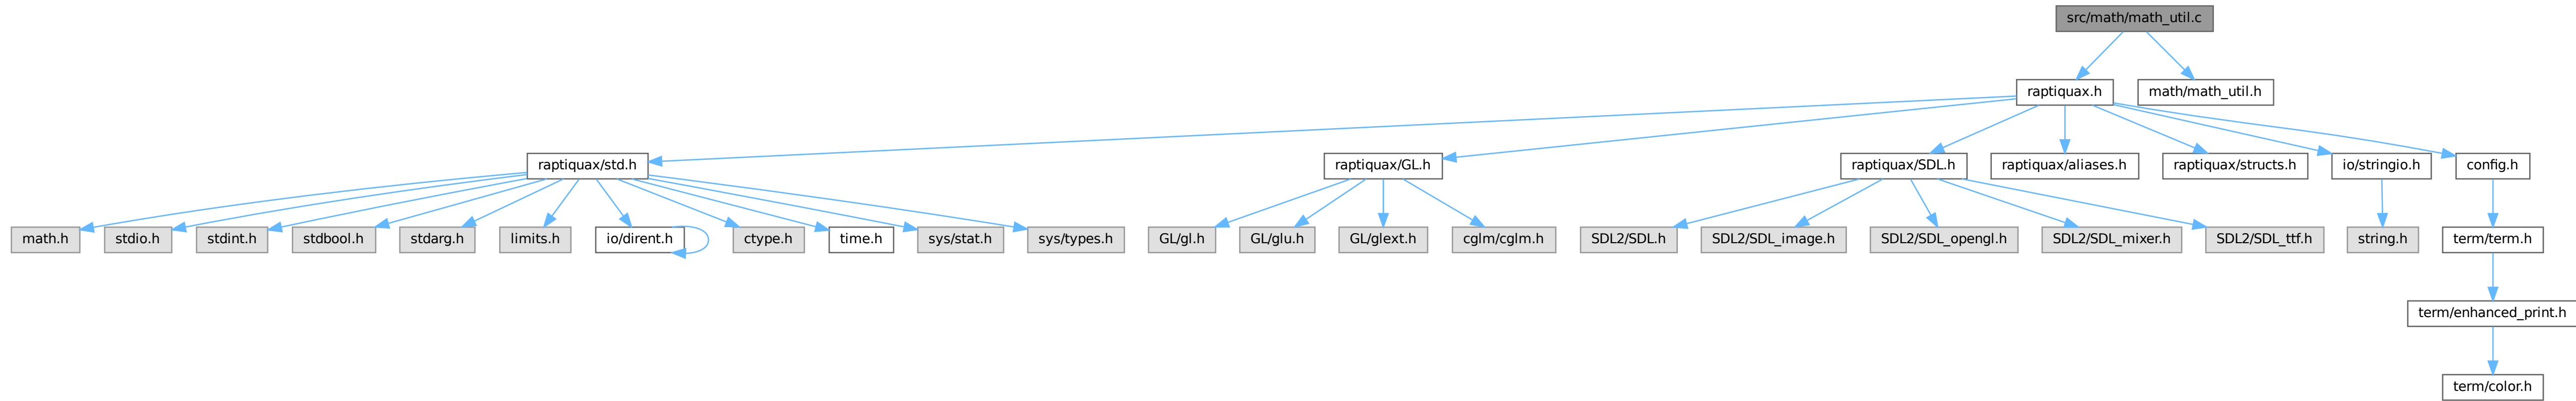 src/math/math_util.c
raptiquax.h
math/math_util.h
raptiquax/std.h
raptiquax/GL.h
raptiquax/SDL.h
raptiquax/aliases.h
raptiquax/structs.h
io/stringio.h
config.h
math.h
stdio.h
stdint.h
stdbool.h
stdarg.h
limits.h
io/dirent.h
ctype.h
time.h
sys/stat.h
sys/types.h
GL/gl.h
GL/glu.h
GL/glext.h
cglm/cglm.h
SDL2/SDL.h
SDL2/SDL_image.h
SDL2/SDL_opengl.h
SDL2/SDL_mixer.h
SDL2/SDL_ttf.h
string.h
term/term.h
term/enhanced_print.h
term/color.h